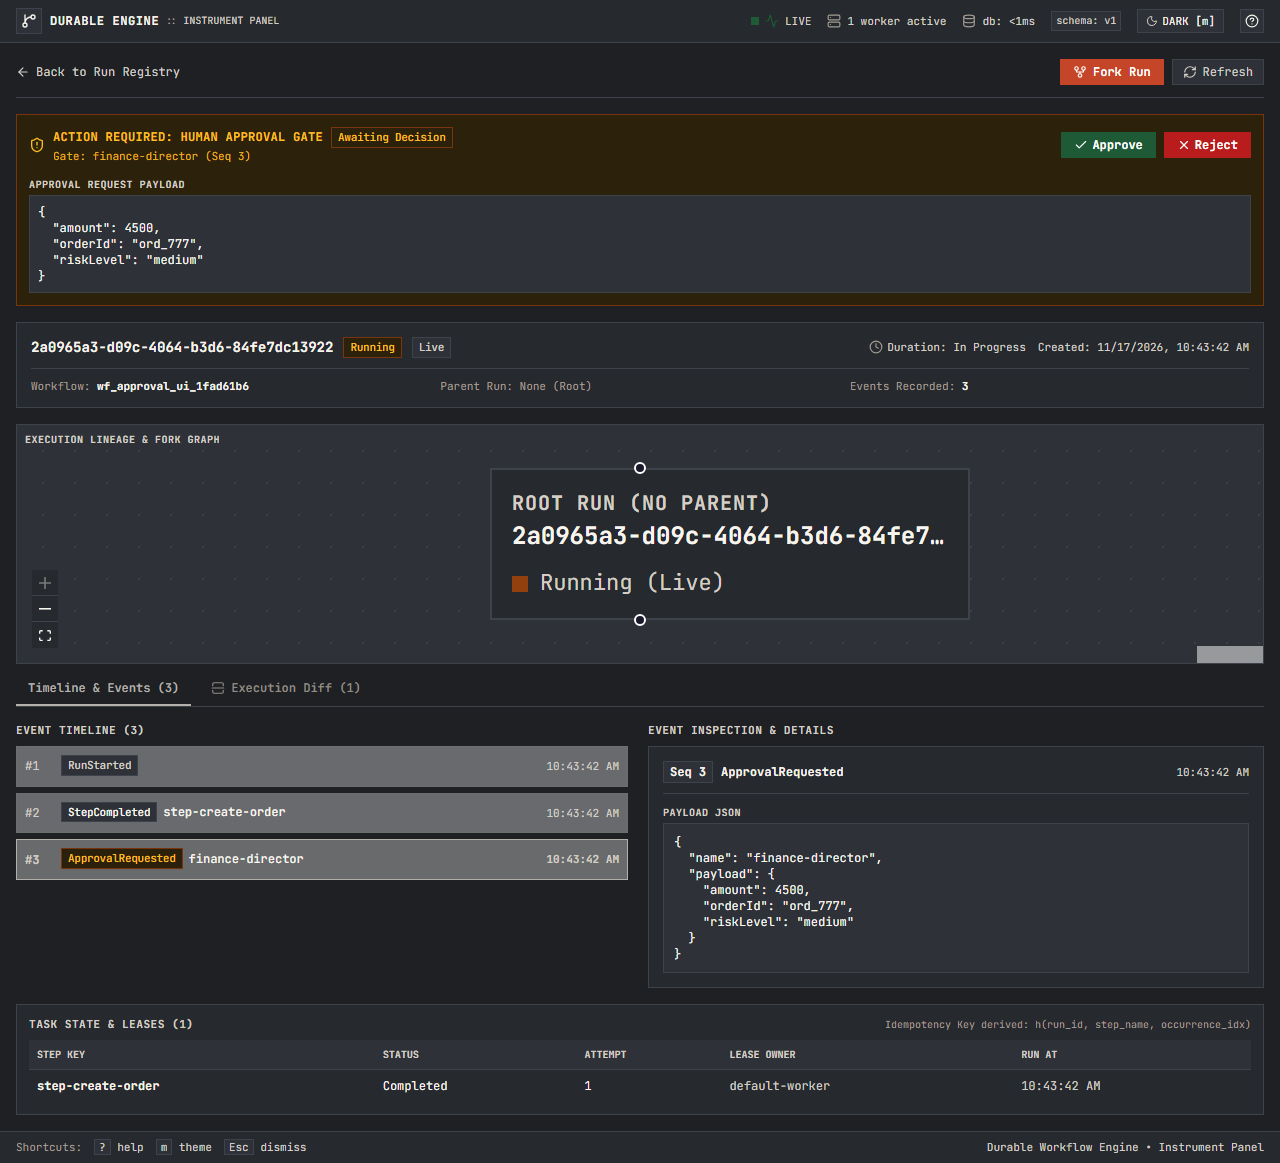 DURABLE ENGINE :: INSTRUMENT PANEL
LIVE
1 worker active
db: <1ms
schema: v1
DARK [m]
Back to Run Registry
Fork Run
Refresh
ACTION REQUIRED: HUMAN APPROVAL GATE
Awaiting Decision
Gate: finance-director (Seq 3)
Approve
Reject
APPROVAL REQUEST PAYLOAD
{
"amount": 4500,
"orderId": "ord_777",
"riskLevel": "medium"
}
2a0965a3-d09c-4064-b3d6-84fe7dc13922
Running
Live
Duration: In Progress
Created: 11/17/2026, 10:43:42 AM
Workflow: wf_approval_ui_1fad61b6
Parent Run: None (Root)
Events Recorded: 3
EXECUTION LINEAGE & FORK GRAPH
ROOT RUN (NO PARENT)
2a0965a3-d09c-4064-b3d6-84fe7…
Running (Live)
Timeline & Events (3)
Execution Diff (1)
EVENT TIMELINE (3)
#1 RunStarted 10:43:42 AM
#2 StepCompleted step-create-order 10:43:42 AM
#3 ApprovalRequested finance-director 10:43:42 AM
EVENT INSPECTION & DETAILS
Seq 3 ApprovalRequested 10:43:42 AM
PAYLOAD JSON
{
"name": "finance-director",
"payload": {
"amount": 4500,
"orderId": "ord_777",
"riskLevel": "medium"
}
}
TASK STATE & LEASES (1)
Idempotency Key derived: h(run_id, step_name, occurrence_idx)
STEP KEY STATUS ATTEMPT LEASE OWNER RUN AT
step-create-order Completed 1 default-worker 10:43:42 AM
Shortcuts: ? help m theme Esc dismiss
Durable Workflow Engine • Instrument Panel